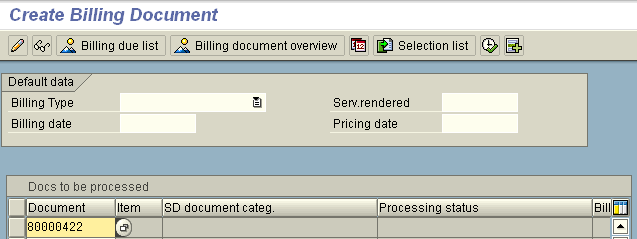 Create Billing Document
Billing due list Billing document overview 12 Selection list
Default data
Billing Type Serv.rendered
Billing date Pricing date
Docs to be processed
Document Item SD document categ. Processing status Bill
80000422